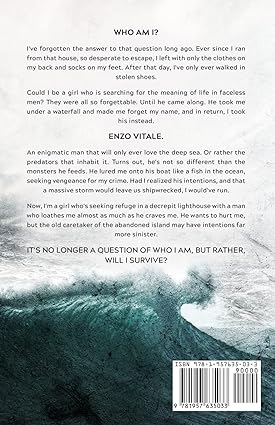 WHO AM I?
I've forgotten the answer to that question long ago. Ever since I ran
from that house, so desperate to escape, I left with only the clothes on
my back and socks on my feet. After that day, I've only ever walked in
stolen shoes.
Could I be a girl who is searching for the meaning of life in faceless
men? They were all so forgettable. Until he came along. He took me
under a waterfall and made me forget my name, and in return, I took
his instead.
ENZO VITALE.
An enigmatic man that will only ever love the deep sea. Or rather the
predators that inhabit it. Turns out, he's not so different than the
monsters he feeds. He lured me onto his boat like a fish in the ocean,
seeking vengeance for my crime. Had I realized his intentions, and that
a massive storm would leave us shipwrecked, I would've run.
Now, I'm a girl who's seeking refuge in a decrepit lighthouse with a man
who loathes me almost as much as he craves me. He wants to hurt me,
but the old caretaker of the abandoned island may have intentions far
more sinister.
IT'S NO LONGER A QUESTION OF WHO I AM, BUT RATHER,
WILL I SURVIVE?
ISBN 978-1-957635-03-3
90000
9 781957 635033